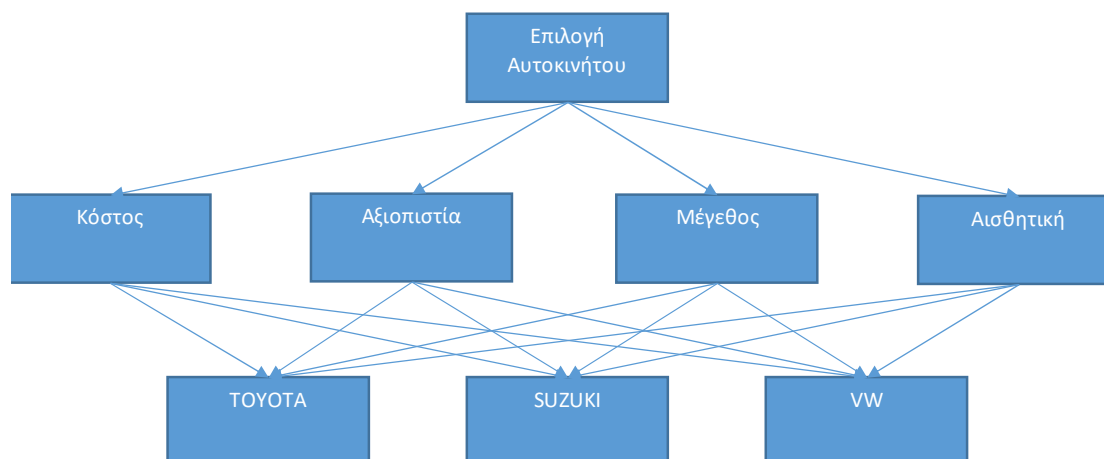 Επιλογή
Αυτοκινήτου
Κόστος
Αξιοπιστία
Μέγεθος
Αισθητική
TOYOTA
SUZUKI
VW